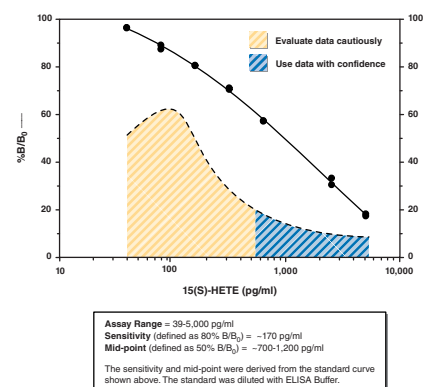 100
80
60
40
20
0
%B/B₀ —
100
80
60
40
20
0
Evaluate data cautiously
Use data with confidence
10
100
1,000
10,000
15(S)-HETE (pg/ml)
Assay Range = 39-5,000 pg/ml
Sensitivity (defined as 80% B/B₀) = ~170 pg/ml
Mid-point (defined as 50% B/B₀) = ~700-1,200 pg/ml
The sensitivity and mid-point were derived from the standard curve
shown above. The standard was diluted with ELISA Buffer.